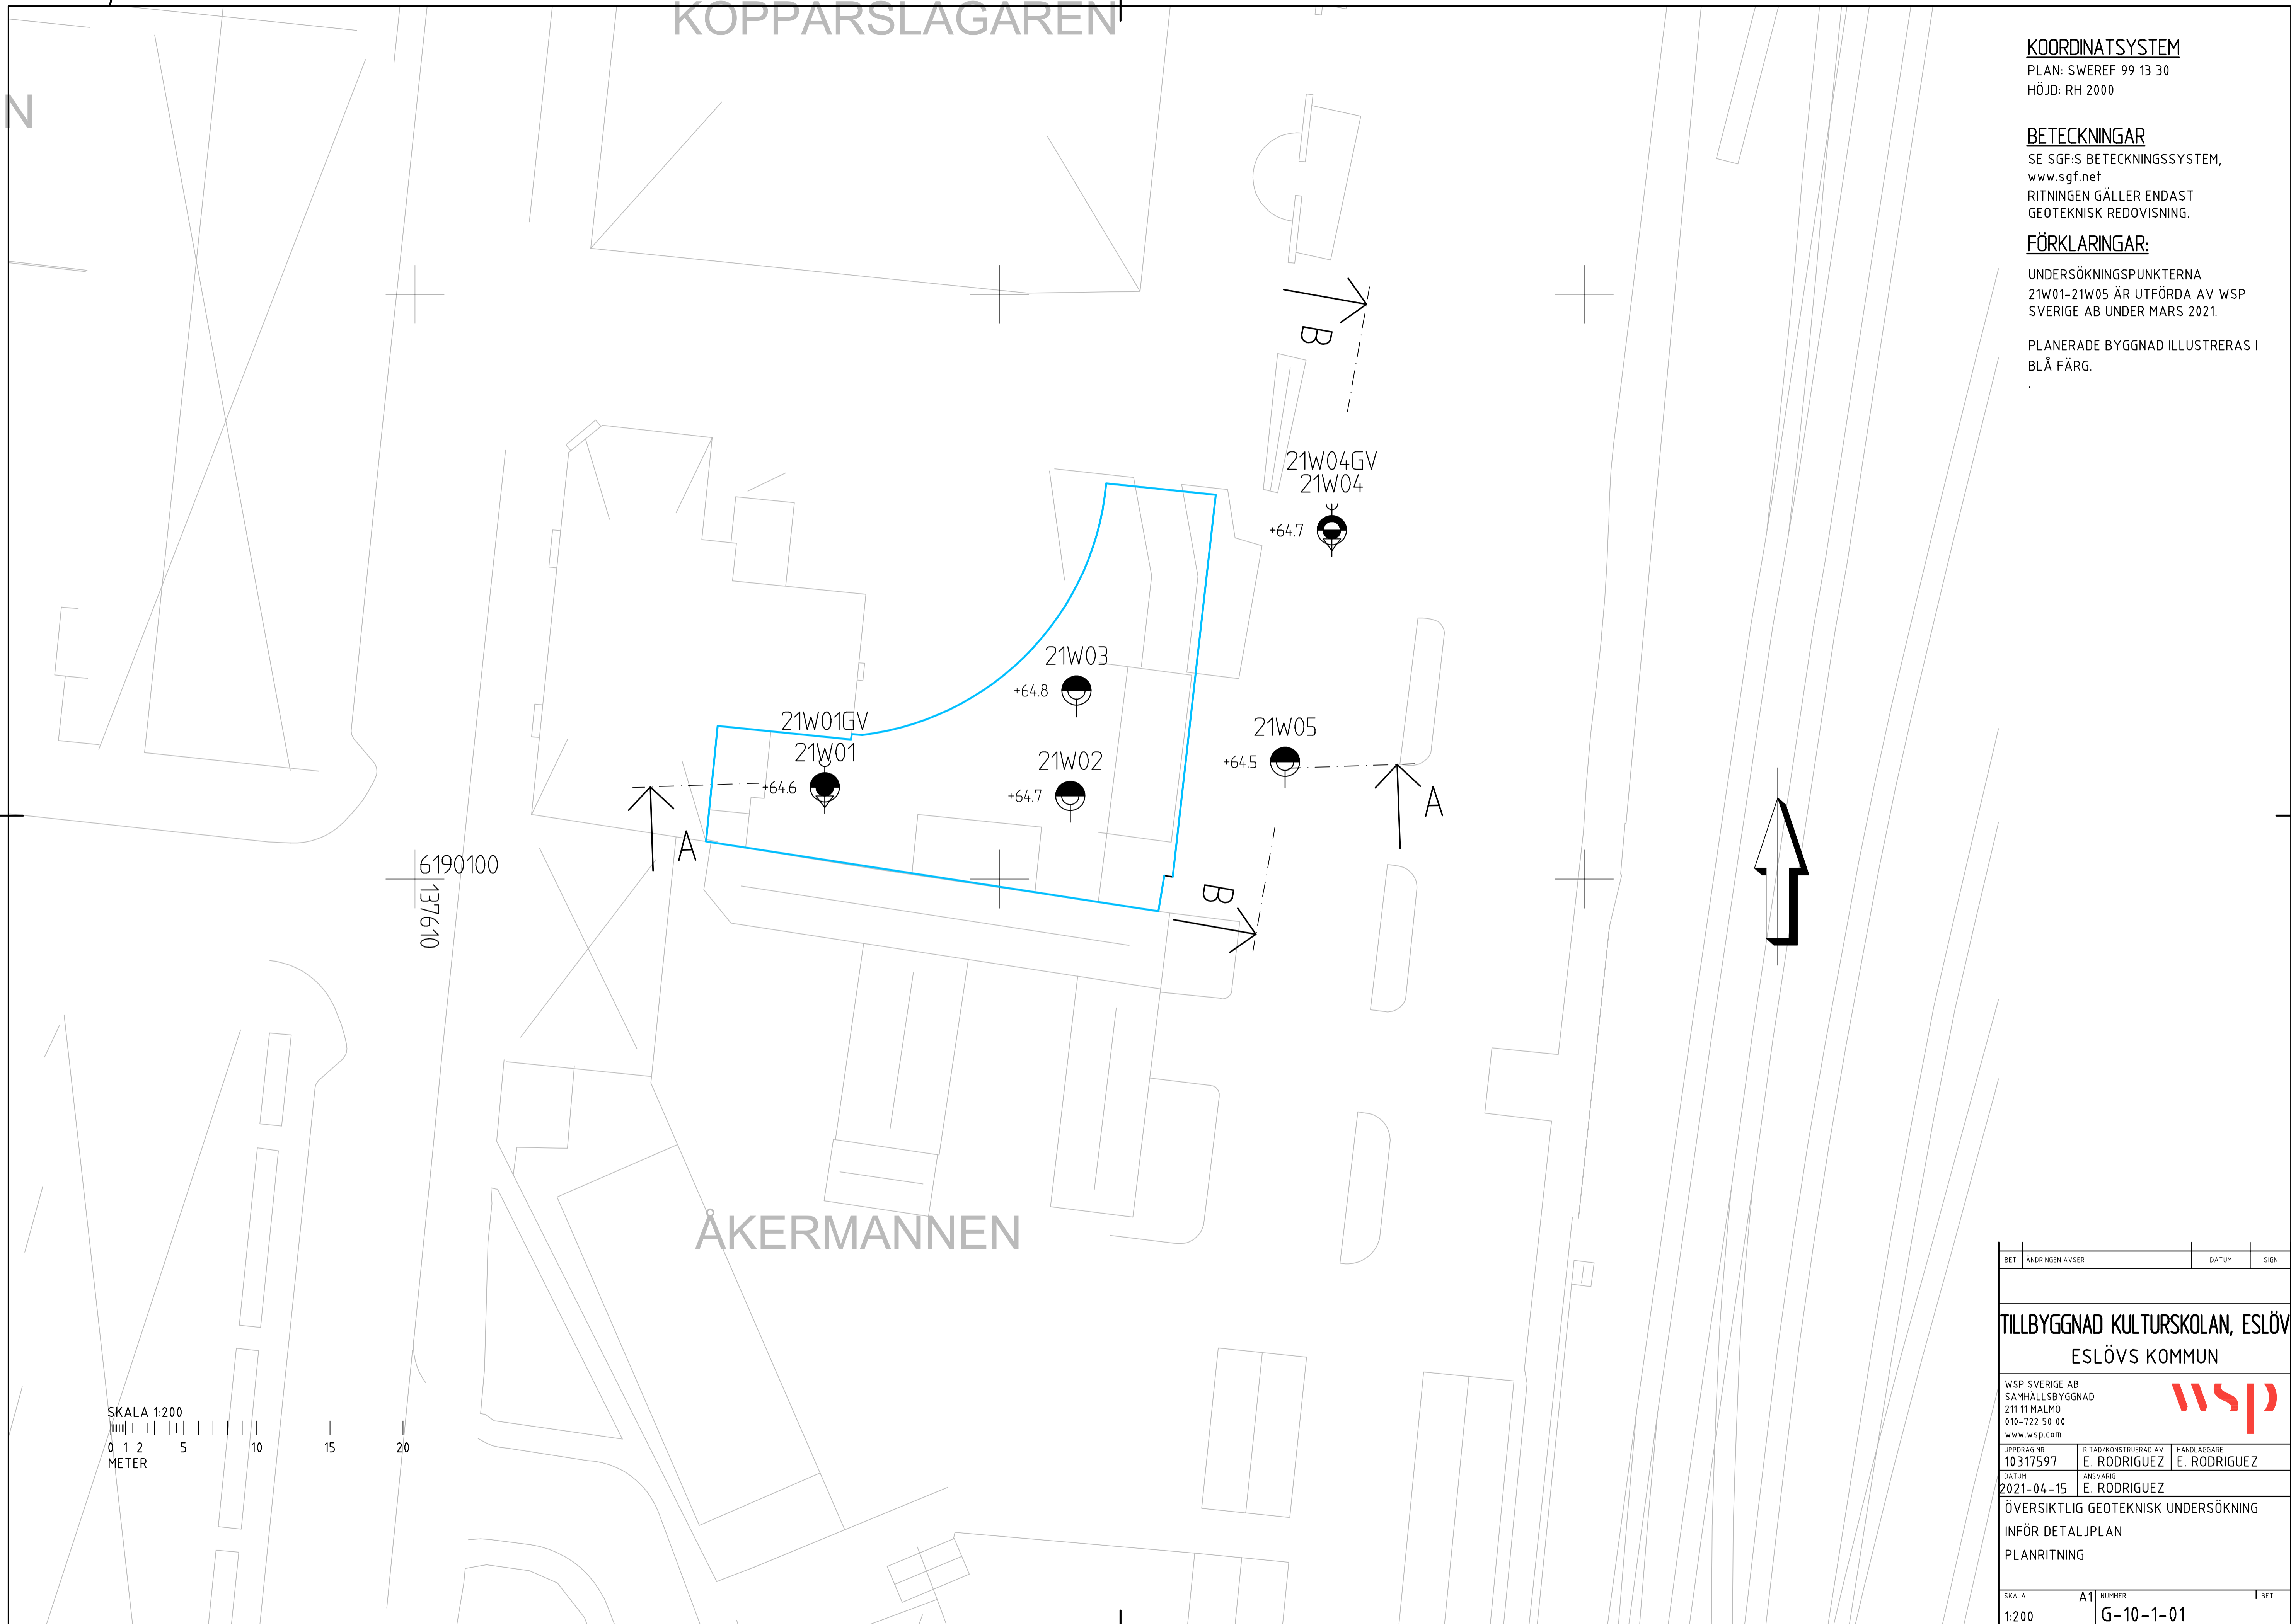 KOPPARSLAGAREN
N
KOORDINATSYSTEM
PLAN: SWEREF 99 13 30
HÖJD: RH 2000
BETECKNINGAR
SE SGF:S BETECKNINGSSYSTEM,
www.sgf.net
RITNINGEN GÄLLER ENDAST
GEOTEKNISK REDOVISNING.
FÖRKLARINGAR:
UNDERSÖKNINGSPUNKTERNA
21W01-21W05 ÄR UTFÖRDA AV WSP
SVERIGE AB UNDER MARS 2021.
PLANERADE BYGGNAD ILLUSTRERAS I
BLÅ FÄRG.
.
B
21W04GV
21W04
+64.7
21W03
+64.8
21W01GV
21W01
+64.6
21W02
+64.7
21W05
+64.5
A
A
B
6190100
137610
ÅKERMANNEN
SKALA 1:200
0 1 2 5 10 15 20
METER
BET ÄNDRINGEN AVSER DATUM SIGN
TILLBYGGNAD KULTURSKOLAN, ESLÖV
ESLÖVS KOMMUN
WSP SVERIGE AB
SAMHÄLLSBYGGNAD
211 11 MALMÖ
010-722 50 00
www.wsp.com
wsp
UPPDRAG NR RITAD/KONSTRUERAD AV HANDLÄGGARE
10317597 E. RODRIGUEZ E. RODRIGUEZ
DATUM ANSVARIG
2021-04-15 E. RODRIGUEZ
ÖVERSIKTLIG GEOTEKNISK UNDERSÖKNING
INFÖR DETALJPLAN
PLANRITNING
SKALA A1 NUMMER BET
1:200 G-10-1-01